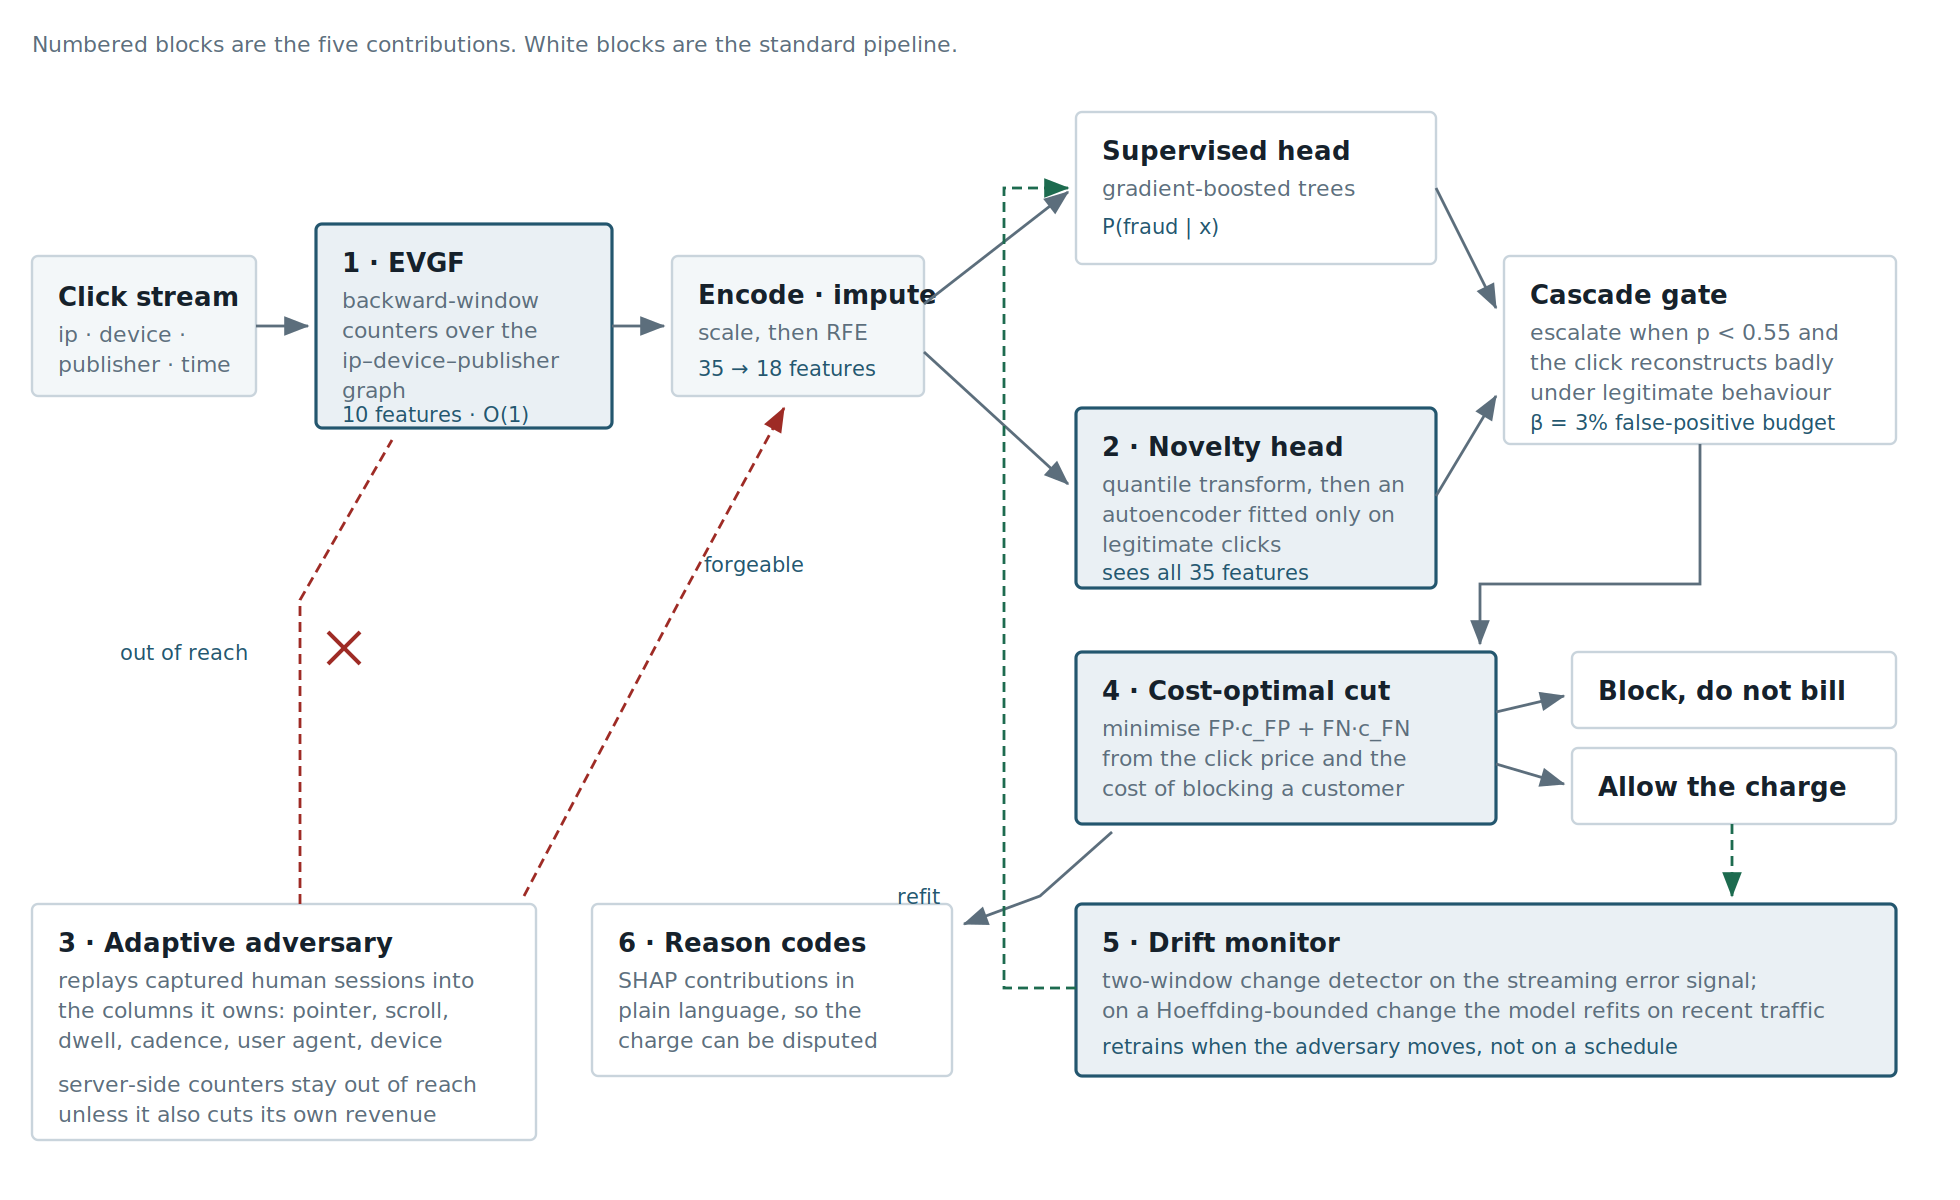 Numbered blocks are the five contributions. White blocks are the standard pipeline.
Click stream
ip · device ·
publisher · time
1 · EVGF
backward-window
counters over the
ip–device–publisher
graph
10 features · O(1)
Encode · impute
scale, then RFE
35 → 18 features
Supervised head
gradient-boosted trees
P(fraud | x)
2 · Novelty head
quantile transform, then an
autoencoder fitted only on
legitimate clicks
sees all 35 features
Cascade gate
escalate when p < 0.55 and
the click reconstructs badly
under legitimate behaviour
β = 3% false-positive budget
forgeable
out of reach
4 · Cost-optimal cut
minimise FP·c_FP + FN·c_FN
from the click price and the
cost of blocking a customer
Block, do not bill
Allow the charge
refit
3 · Adaptive adversary
replays captured human sessions into
the columns it owns: pointer, scroll,
dwell, cadence, user agent, device
server-side counters stay out of reach
unless it also cuts its own revenue
6 · Reason codes
SHAP contributions in
plain language, so the
charge can be disputed
5 · Drift monitor
two-window change detector on the streaming error signal;
on a Hoeffding-bounded change the model refits on recent traffic
retrains when the adversary moves, not on a schedule